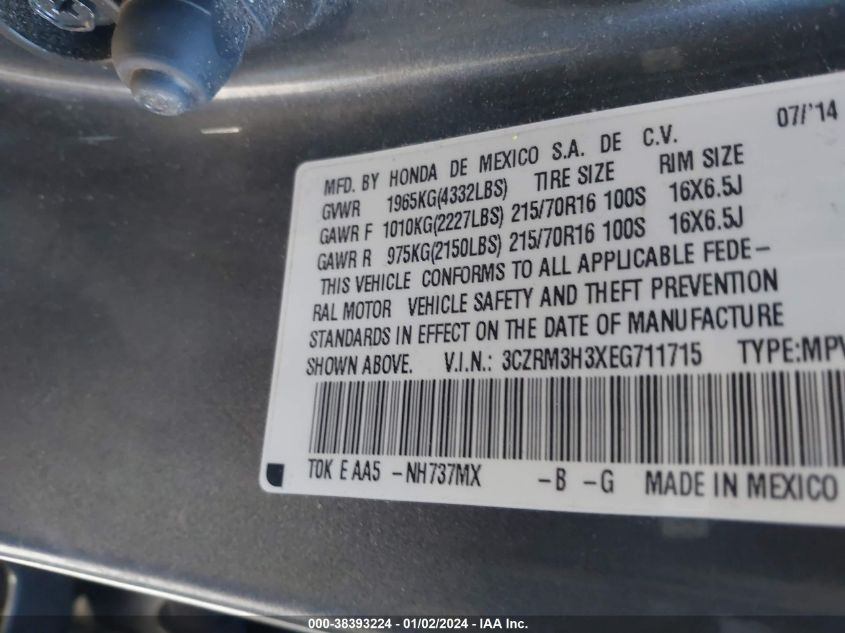 07/'14
MFD. BY HONDA DE MEXICO S.A. DE C.V.
GVWR 1965KG(4332LBS) TIRE SIZE RIM SIZE
GAWR F 1010KG(2227LBS) 215/70R16 100S 16X6.5J
GAWR R 975KG(2150LBS) 215/70R16 100S 16X6.5J
THIS VEHICLE CONFORMS TO ALL APPLICABLE FEDE-
RAL MOTOR VEHICLE SAFETY AND THEFT PREVENTION
STANDARDS IN EFFECT ON THE DATE OF MANUFACTURE
SHOWN ABOVE. V.I.N.: 3CZRM3H3XEG711715 TYPE:MPV
TOK E AA5 -NH737MX -B -G MADE IN MEXICO
000-38393224 - 01/02/2024 - IAA Inc.